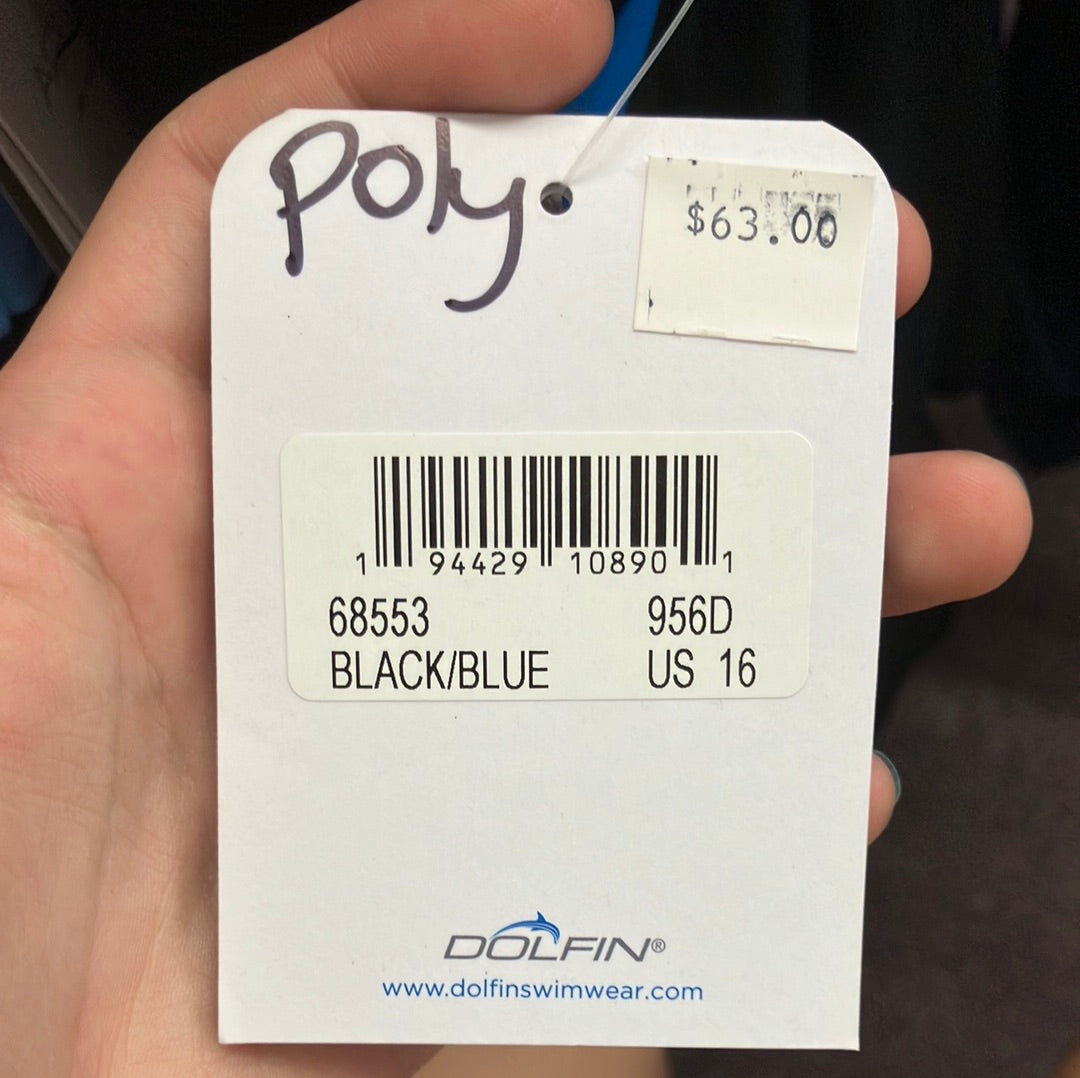 Poly
$63.00
1 94429 10890 1
68553 956D
BLACK/BLUE US 16
DOLFIN®
www.dolfinswimwear.com